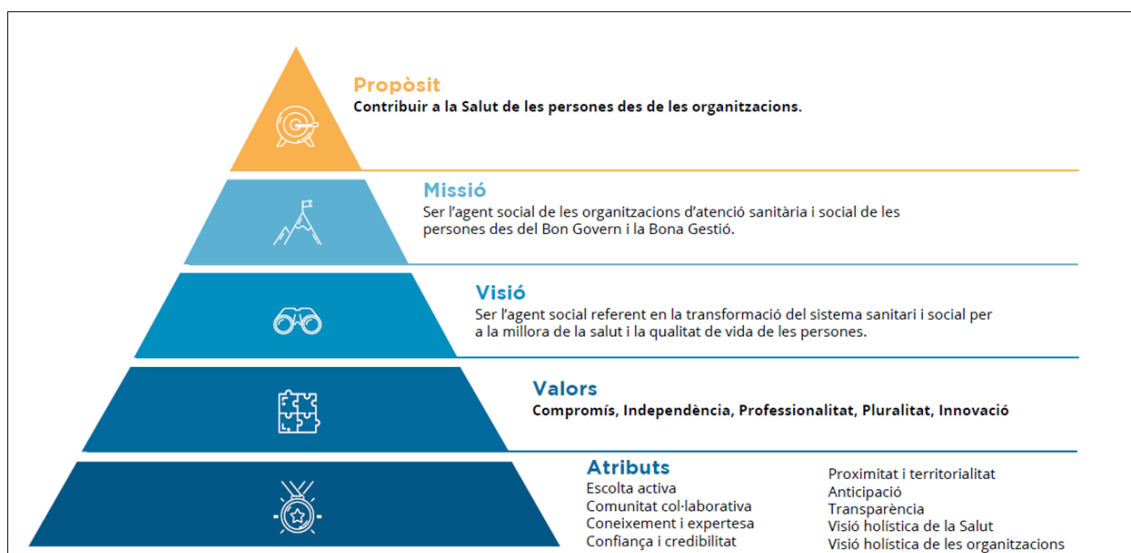 Propòsit
Contribuir a la Salut de les persones des de les organitzacions.
Missió
Ser l'agent social de les organitzacions d'atenció sanitària i social de les
persones des del Bon Govern i la Bona Gestió.
Visió
Ser l'agent social referent en la transformació del sistema sanitari i social per
a la millora de la salut i la qualitat de vida de les persones.
Valors
Compromís, Independència, Professionalitat, Pluralitat, Innovació
Atributs
Escolta activa
Comunitat col·laborativa
Coneixement i expertesa
Confiança i credibilitat
Proximitat i territorialitat
Anticipació
Transparència
Visió holística de la Salut
Visió holística de les organitzacions